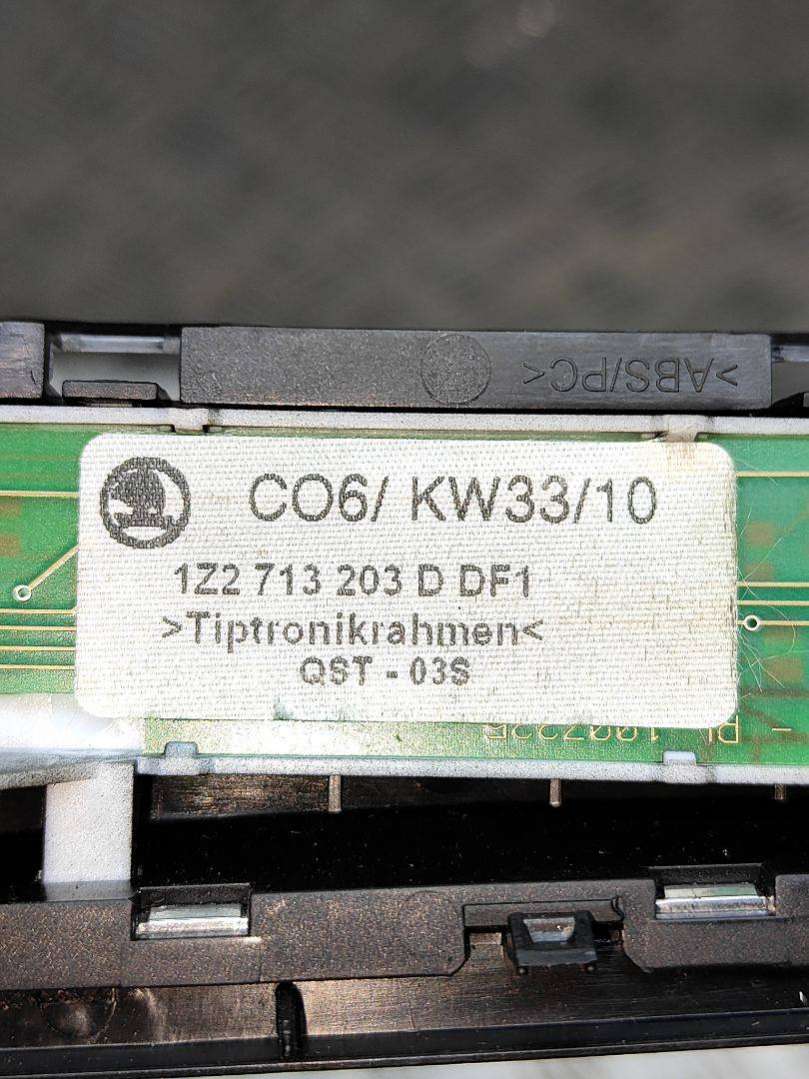 >ABS/PC<
CO6/ KW33/10
1Z2 713 203 D DF1
>Tiptronikrahmen<
QST - 03S